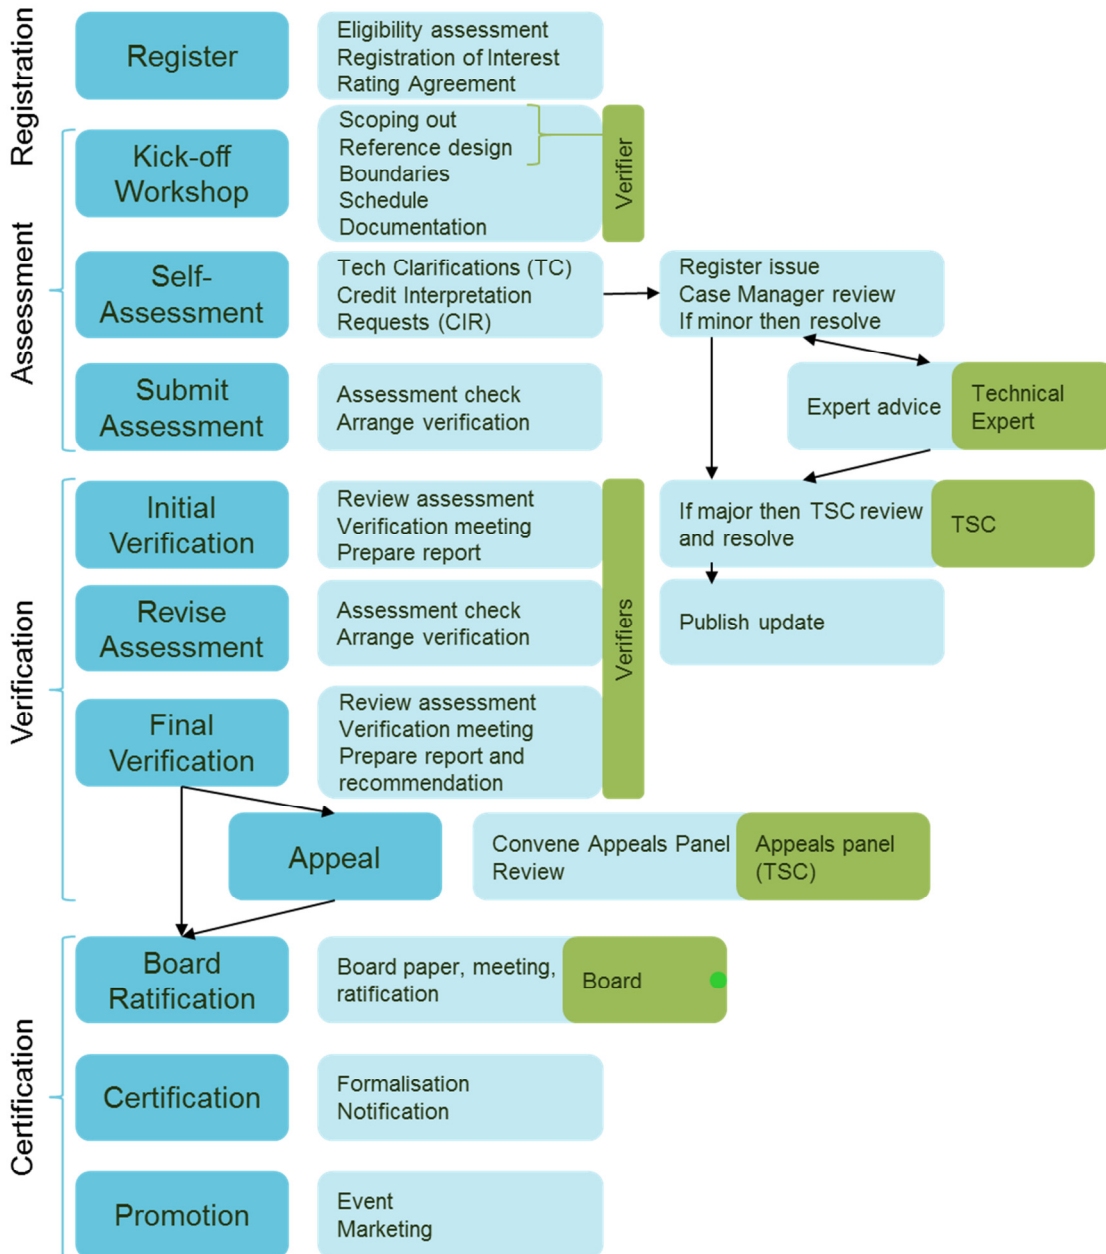 Registration
Register
Eligibility assessment
Registration of Interest
Rating Agreement
Assessment
Kick-off
Workshop
Scoping out
Reference design
Boundaries
Schedule
Documentation
Verifier
Self-
Assessment
Tech Clarifications (TC)
Credit Interpretation
Requests (CIR)
Register issue
Case Manager review
If minor then resolve
Submit
Assessment
Assessment check
Arrange verification
Expert advice
Technical
Expert
Verification
Initial
Verification
Review assessment
Verification meeting
Prepare report
Verifiers
If major then TSC review
and resolve
TSC
Revise
Assessment
Assessment check
Arrange verification
Publish update
Final
Verification
Review assessment
Verification meeting
Prepare report and
recommendation
Appeal
Convene Appeals Panel
Review
Appeals panel
(TSC)
Certification
Board
Ratification
Board paper, meeting,
ratification
Board
Certification
Formalisation
Notification
Promotion
Event
Marketing